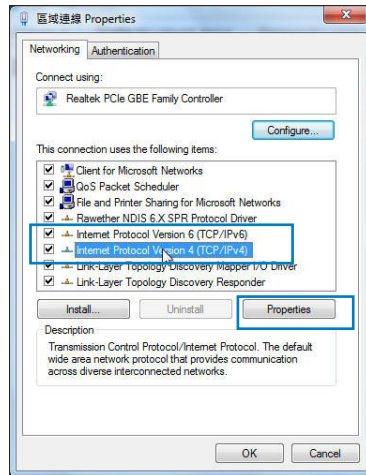 區域連線 Properties
Networking
Authentication
Connect using:
Realtek PCIe GBE Family Controller
Configure...
This connection uses the following items:
Client for Microsoft Networks
QoS Packet Scheduler
File and Printer Sharing for Microsoft Networks
Rawether NDIS 6.X SPR Protocol Driver
Internet Protocol Version 6 (TCP/IPv6)
Internet Protocol Version 4 (TCP/IPv4)
Link-Layer Topology Discovery Mapper I/O Driver
Link-Layer Topology Discovery Responder
Install...
Uninstall
Properties
Description
Transmission Control Protocol/Internet Protocol. The default
wide area network protocol that provides communication
across diverse interconnected networks.
OK
Cancel